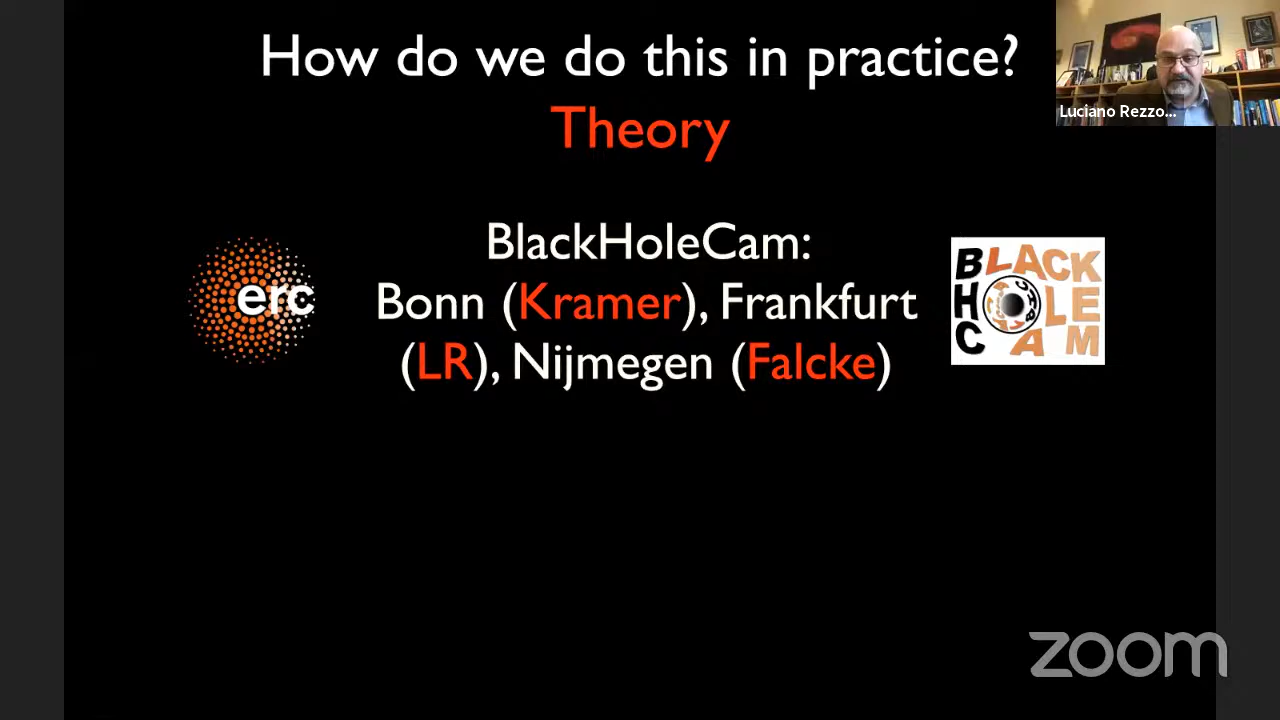 How do we do this in practice?
Theory
Luciano Rezzo...
BlackHoleCam:
Bonn (Kramer), Frankfurt
(LR), Nijmegen (Falcke)
erc
BLACK
HOLE
CAM
zoom